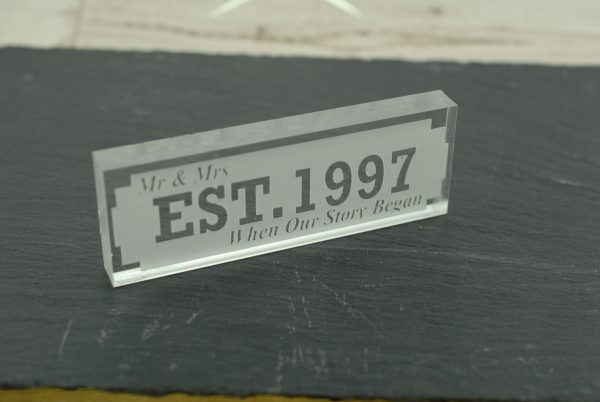 Mr & Mrs
EST.1997
When Our Story Began